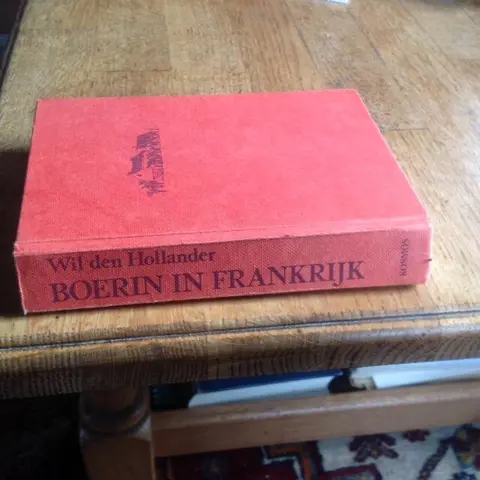 Wil den Hollander
BOERIN IN FRANKRIJK
KOSMOS